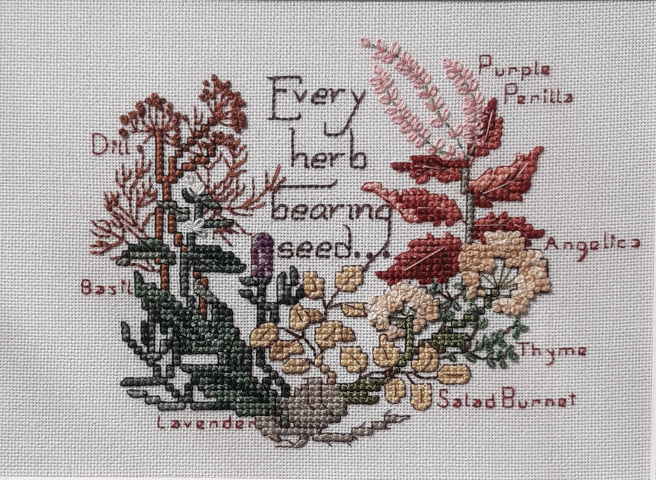 Every
herb
bearing
seed...
Purple
Perilla
Dill
Angelica
Basil
Thyme
Salad Burnet
Lavender